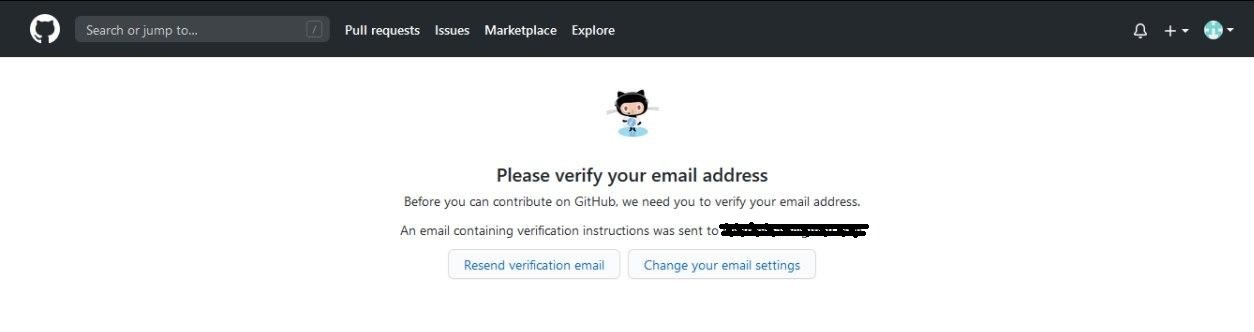 Search or jump to... /
Pull requests Issues Marketplace Explore
Please verify your email address
Before you can contribute on GitHub, we need you to verify your email address.
An email containing verification instructions was sent to
Resend verification email Change your email settings